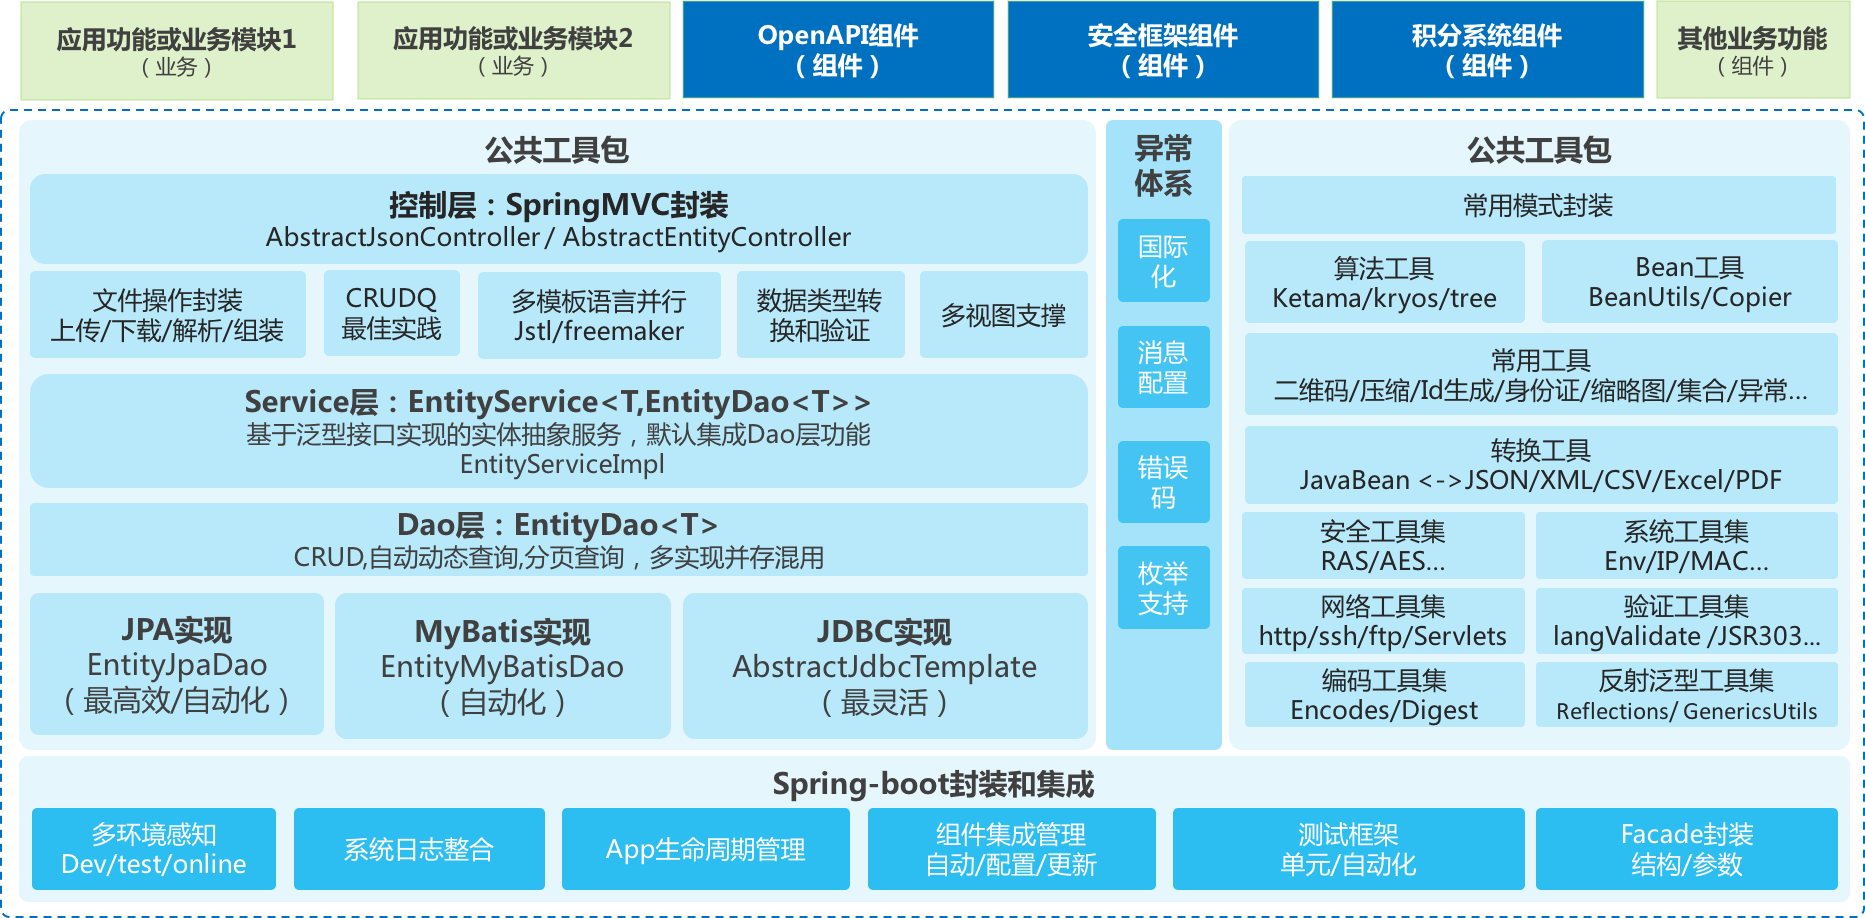 应用功能或业务模块1
（业务）
应用功能或业务模块2
（业务）
OpenAPI组件
（组件）
安全框架组件
（组件）
积分系统组件
（组件）
其他业务功能
（组件）
公共工具包
控制层：SpringMVC封装
AbstractJsonController / AbstractEntityController
文件操作封装
上传/下载/解析/组装
CRUDQ
最佳实践
多模板语言并行
Jstl/freemaker
数据类型转
换和验证
多视图支撑
Service层：EntityService<T,EntityDao<T>>
基于泛型接口实现的实体抽象服务，默认集成Dao层功能
EntityServiceImpl
Dao层：EntityDao<T>
CRUD,自动动态查询,分页查询，多实现并存混用
JPA实现
EntityJpaDao
（最高效/自动化）
MyBatis实现
EntityMyBatisDao
（自动化）
JDBC实现
AbstractJdbcTemplate
（最灵活）
异常
体系
国际
化
消息
配置
错误
码
枚举
支持
公共工具包
常用模式封装
算法工具
Ketama/kryos/tree
Bean工具
BeanUtils/Copier
常用工具
二维码/压缩/Id生成/身份证/缩略图/集合/异常...
转换工具
JavaBean <->JSON/XML/CSV/Excel/PDF
安全工具集
RAS/AES...
系统工具集
Env/IP/MAC...
网络工具集
http/ssh/ftp/Servlets
验证工具集
langValidate /JSR303...
编码工具集
Encodes/Digest
反射泛型工具集
Reflections/ GenericsUtils
Spring-boot封装和集成
多环境感知
Dev/test/online
系统日志整合
App生命周期管理
组件集成管理
自动/配置/更新
测试框架
单元/自动化
Facade封装
结构/参数